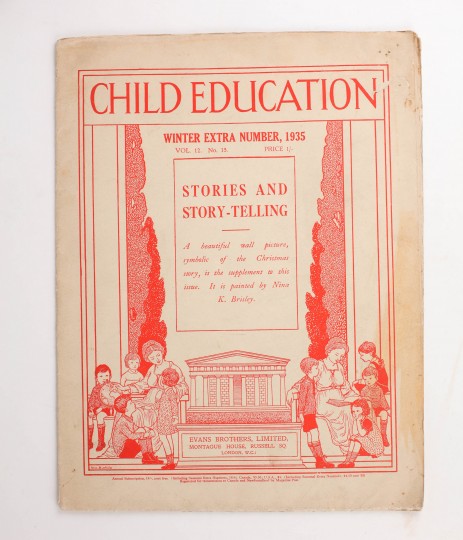 CHILD EDUCATION
WINTER EXTRA NUMBER, 1935
VOL. 12. No. 15. PRICE 1/-
STORIES AND
STORY-TELLING
A beautiful wall picture,
symbolic of the Christmas
story, is the supplement to this
issue. It is painted by Nina
K. Brisley.
EVANS BROTHERS, LIMITED,
MONTAGUE HOUSE, RUSSELL SQ.
LONDON, W.C.1